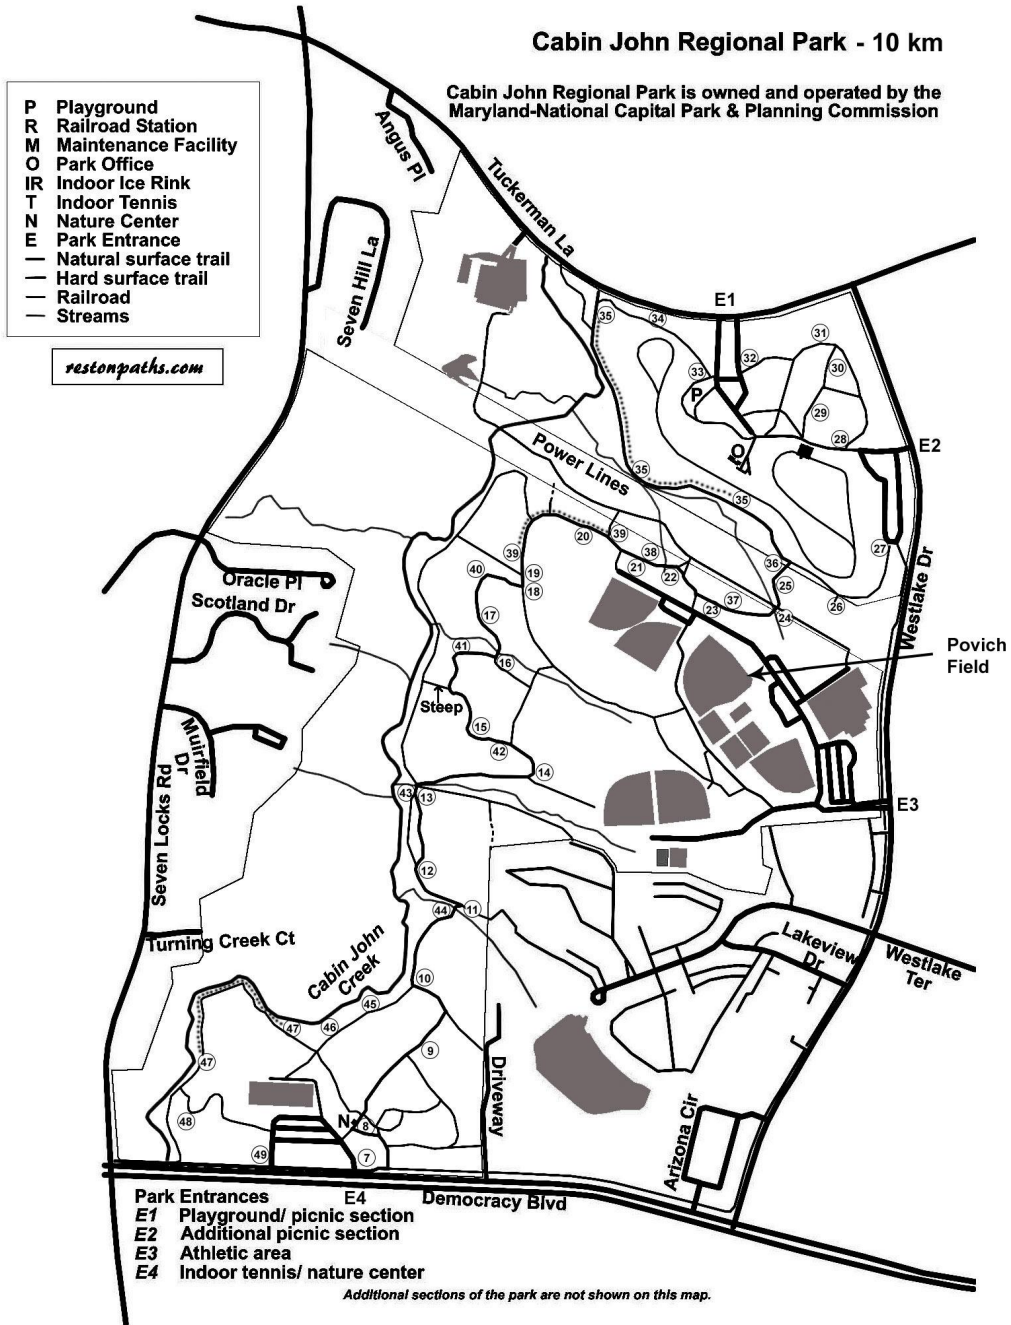 Cabin John Regional Park - 10 km
Cabin John Regional Park is owned and operated by the
Maryland-National Capital Park & Planning Commission
P Playground
R Railroad Station
M Maintenance Facility
O Park Office
IR Indoor Ice Rink
T Indoor Tennis
N Nature Center
E Park Entrance
— Natural surface trail
— Hard surface trail
— Railroad
— Streams
restonpaths.com
Angus Pl
Tuckerman La
Seven Hill La
E1
35
34
31
32
33
30
P
29
28
O
E2
Power Lines
35
35
20
39
39
38
36
27
40
19
21
22
18
25
37
26
23
24
17
Westlake Dr
Oracle Pl
Scotland Dr
41
16
Povich
Field
Steep
15
42
14
Muirfield
Dr
43
13
E3
Seven Locks Rd
12
44
11
Turning Creek Ct
Cabin John
Creek
Lakeview
Dr
Westlake
Ter
10
45
47
46
9
47
Driveway
48
N
8
49
7
Arizona Cir
Park Entrances
E4
Democracy Blvd
E1 Playground/ picnic section
E2 Additional picnic section
E3 Athletic area
E4 Indoor tennis/ nature center
Additional sections of the park are not shown on this map.